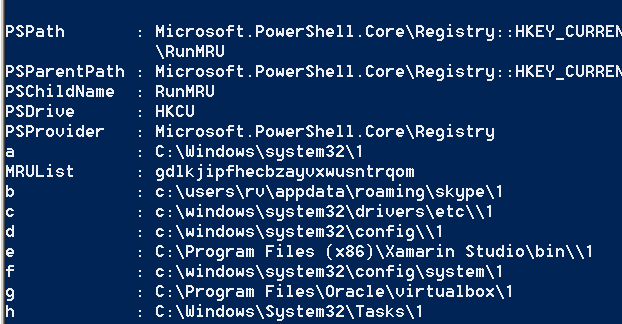 PSPath : Microsoft.PowerShell.Core\Registry::HKEY_CURREN
\RunMRU
PSParentPath : Microsoft.PowerShell.Core\Registry::HKEY_CURREN
PSChildName : RunMRU
PSDrive : HKCU
PSProvider : Microsoft.PowerShell.Core\Registry
a : C:\Windows\system32\1
MRUList : gdlkjipfhecbzayvxwusntrqom
b : c:\users\rv\appdata\roaming\skype\1
c : c:\windows\system32\drivers\etc\\1
d : c:\windows\system32\config\\1
e : C:\Program Files (x86)\Xamarin Studio\bin\\1
f : c:\windows\system32\config\system\1
g : C:\Program Files\Oracle\virtualbox\1
h : C:\Windows\System32\Tasks\1